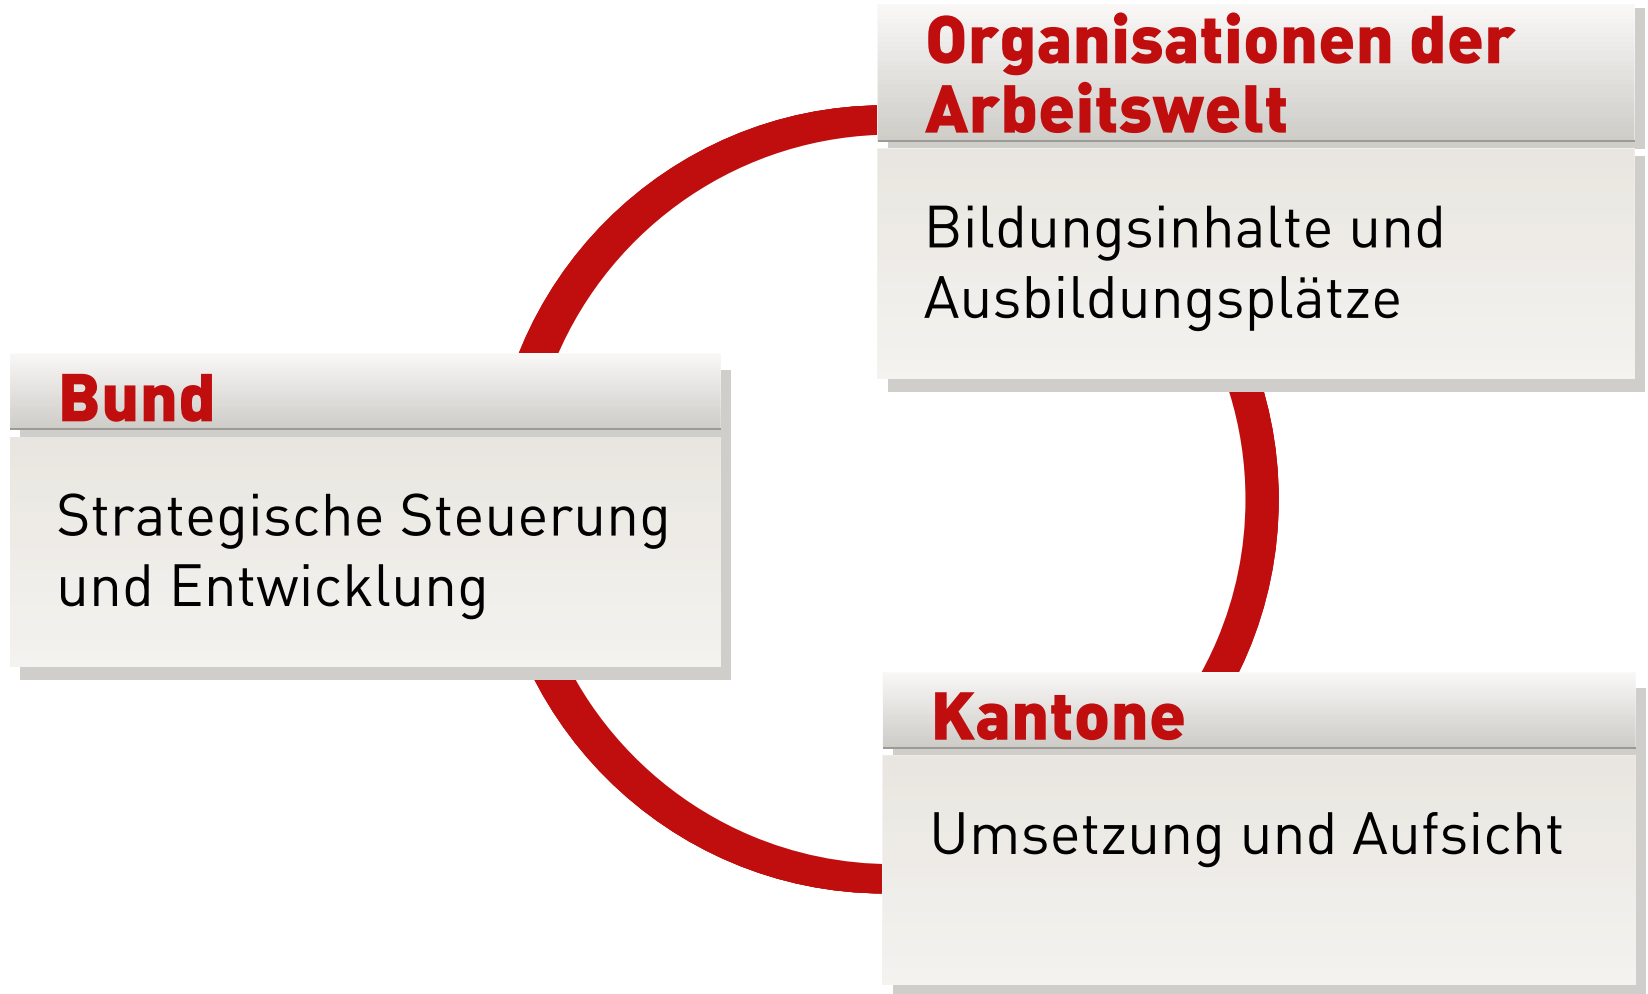 Organisationen der
Arbeitswelt
Bildungsinhalte und
Ausbildungsplätze
Bund
Strategische Steuerung
und Entwicklung
Kantone
Umsetzung und Aufsicht